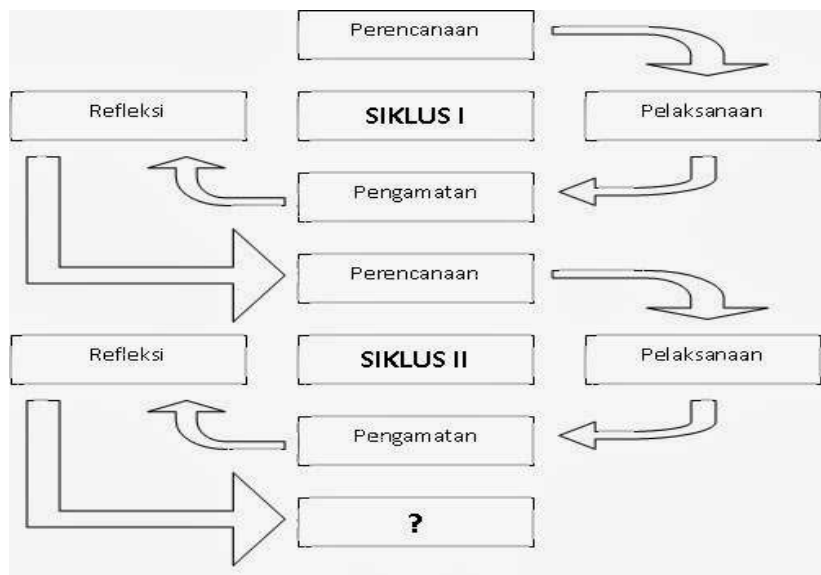 Perencanaan
Refleksi
SIKLUS I
Pelaksanaan
Pengamatan
Perencanaan
Refleksi
SIKLUS II
Pelaksanaan
Pengamatan
?